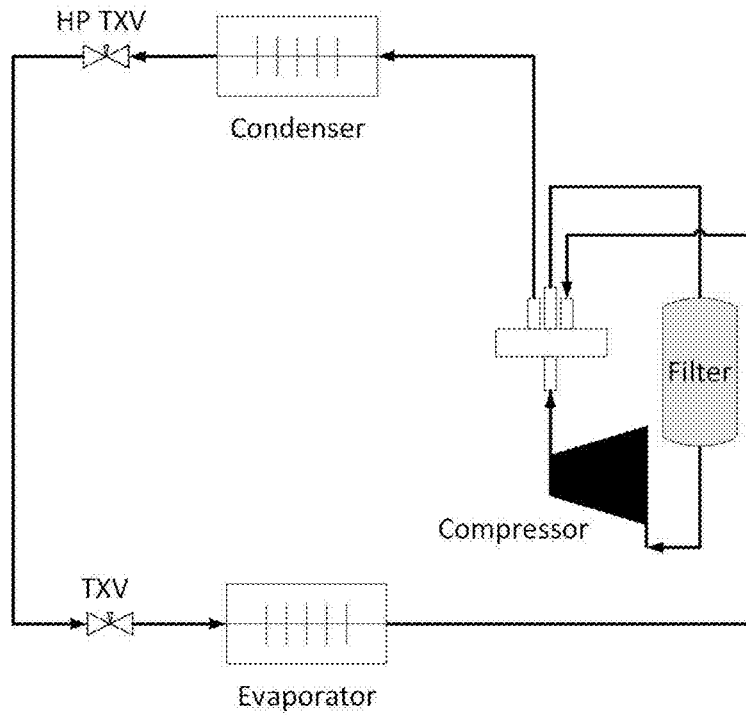 HP TXV
Condenser
Filter
Compressor
TXV
Evaporator